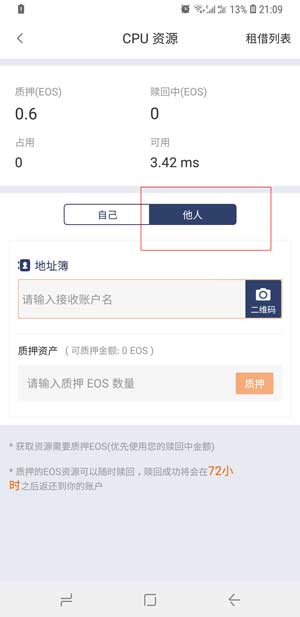 13% 21:09
CPU 资源 租借列表
质押(EOS) 赎回中(EOS)
0.6 0
占用 可用
0 3.42 ms
自己 他人
地址簿
请输入接收账户名 二维码
质押资产 ( 可质押金额: 0 EOS )
请输入质押 EOS 数量 质押
* 获取资源需要质押EOS(优先使用您的赎回中金额)
* 质押的EOS资源可以随时赎回，赎回成功将会在72小
时之后返还到你的账户